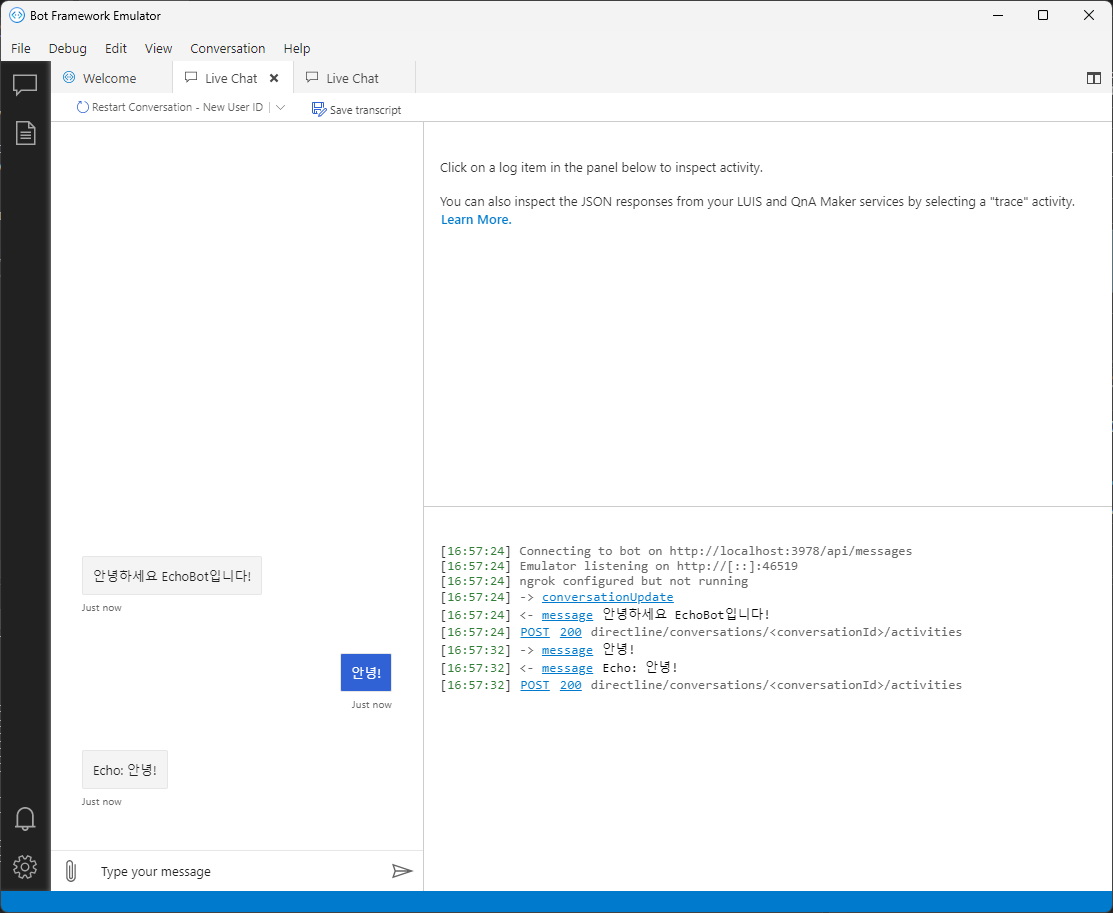 Bot Framework Emulator
File Debug Edit View Conversation Help
Welcome Live Chat Live Chat
Restart Conversation - New User ID Save transcript
Click on a log item in the panel below to inspect activity.
You can also inspect the JSON responses from your LUIS and QnA Maker services by selecting a "trace" activity.
Learn More.
안녕하세요 EchoBot입니다!
Just now
안녕!
Just now
Echo: 안녕!
Just now
Type your message
[16:57:24] Connecting to bot on http://localhost:3978/api/messages
[16:57:24] Emulator listening on http://[::]:46519
[16:57:24] ngrok configured but not running
[16:57:24] -> conversationUpdate
[16:57:24] <- message 안녕하세요 EchoBot입니다!
[16:57:24] POST 200 directline/conversations/<conversationId>/activities
[16:57:32] -> message 안녕!
[16:57:32] <- message Echo: 안녕!
[16:57:32] POST 200 directline/conversations/<conversationId>/activities